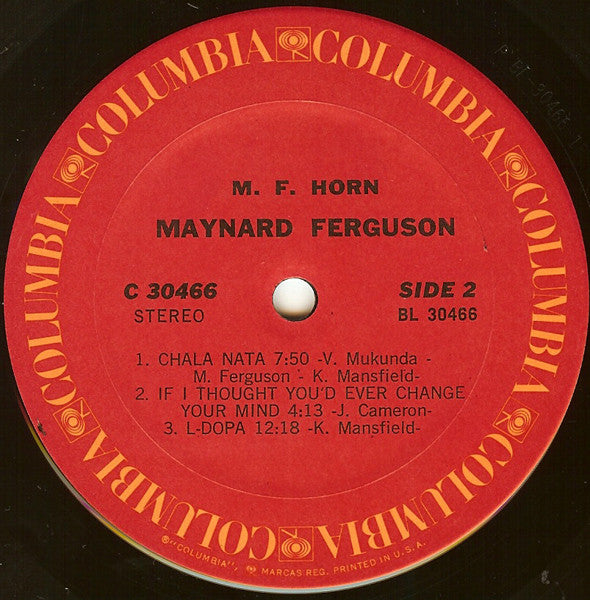 COLUMBIA COLUMBIA COLUMBIA COLUMBIA COLUMBIA COLUMBIA
M. F. HORN
MAYNARD FERGUSON
C 30466
STEREO
SIDE 2
BL 30466
1. CHALA NATA 7:50 -V. Mukunda -
M. Ferguson - K. Mansfield-
2. IF I THOUGHT YOU'D EVER CHANGE
YOUR MIND 4:13 -J. Cameron-
3. L-DOPA 12:18 -K. Mansfield-
®"COLUMBIA", MARCAS REG. PRINTED IN U.S.A.